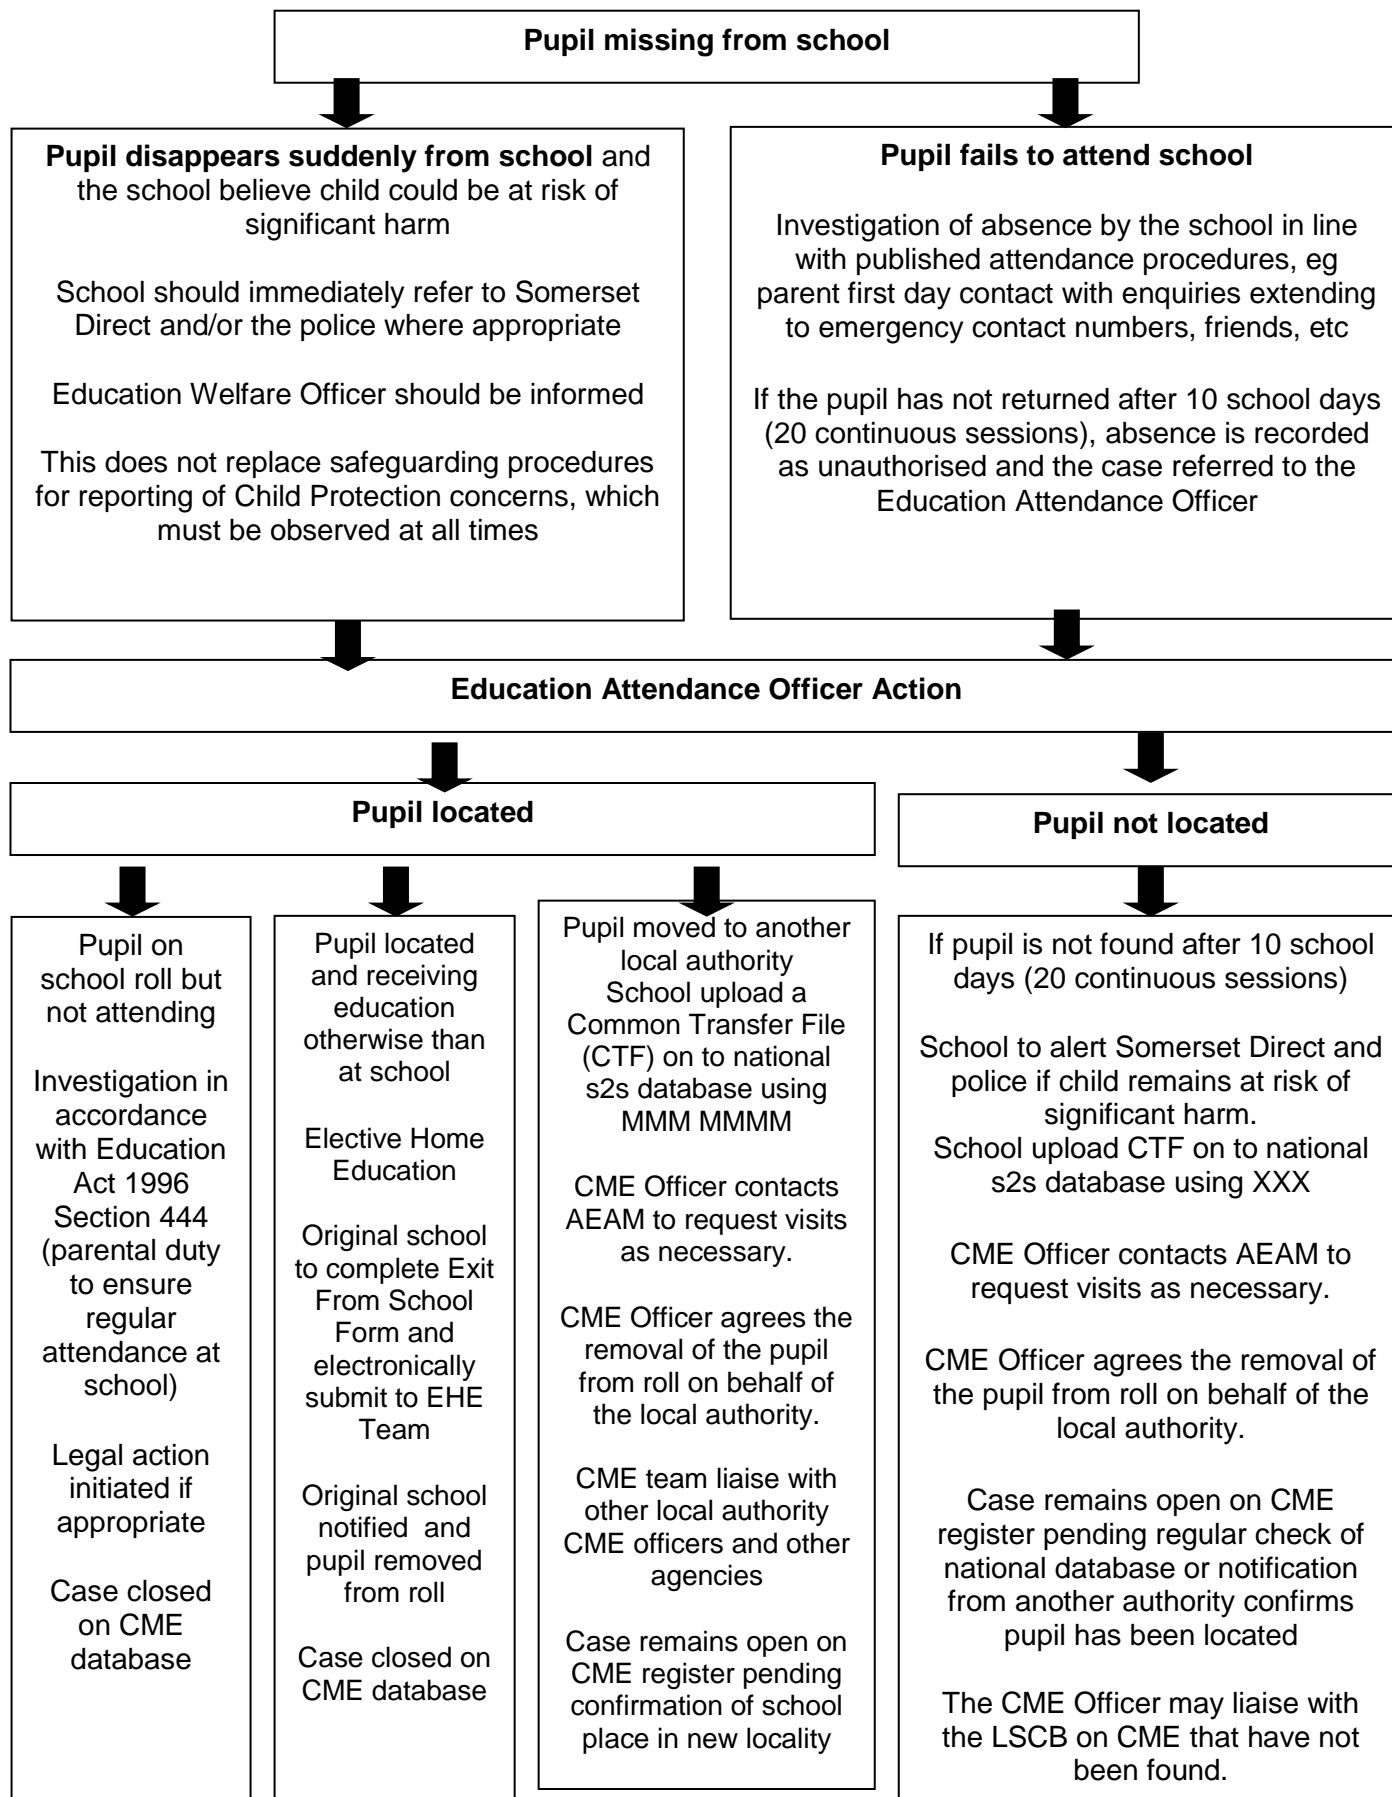 Pupil missing from school
Pupil disappears suddenly from school and
the school believe child could be at risk of
significant harm
School should immediately refer to Somerset
Direct and/or the police where appropriate
Education Welfare Officer should be informed
This does not replace safeguarding procedures
for reporting of Child Protection concerns, which
must be observed at all times
Pupil fails to attend school
Investigation of absence by the school in line
with published attendance procedures, eg
parent first day contact with enquiries extending
to emergency contact numbers, friends, etc
If the pupil has not returned after 10 school days
(20 continuous sessions), absence is recorded
as unauthorised and the case referred to the
Education Attendance Officer
Education Attendance Officer Action
Pupil located
Pupil not located
Pupil on
school roll but
not attending
Investigation in
accordance
with Education
Act 1996
Section 444
(parental duty
to ensure
regular
attendance at
school)
Legal action
initiated if
appropriate
Case closed
on CME
database
Pupil located
and receiving
education
otherwise than
at school
Elective Home
Education
Original school
to complete Exit
From School
Form and
electronically
submit to EHE
Team
Original school
notified and
pupil removed
from roll
Case closed on
CME database
Pupil moved to another
local authority
School upload a
Common Transfer File
(CTF) on to national
s2s database using
MMM MMMM
CME Officer contacts
AEAM to request visits
as necessary.
CME Officer agrees the
removal of the pupil
from roll on behalf of
the local authority.
CME team liaise with
other local authority
CME officers and other
agencies
Case remains open on
CME register pending
confirmation of school
place in new locality
If pupil is not found after 10 school
days (20 continuous sessions)
School to alert Somerset Direct and
police if child remains at risk of
significant harm.
School upload CTF on to national
s2s database using XXX
CME Officer contacts AEAM to
request visits as necessary.
CME Officer agrees the removal of
the pupil from roll on behalf of the
local authority.
Case remains open on CME
register pending regular check of
national database or notification
from another authority confirms
pupil has been located
The CME Officer may liaise with
the LSCB on CME that have not
been found.